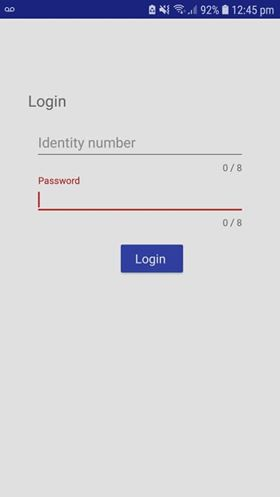 92% 12:45 pm
Login
Identity number
0 / 8
Password
0 / 8
Login